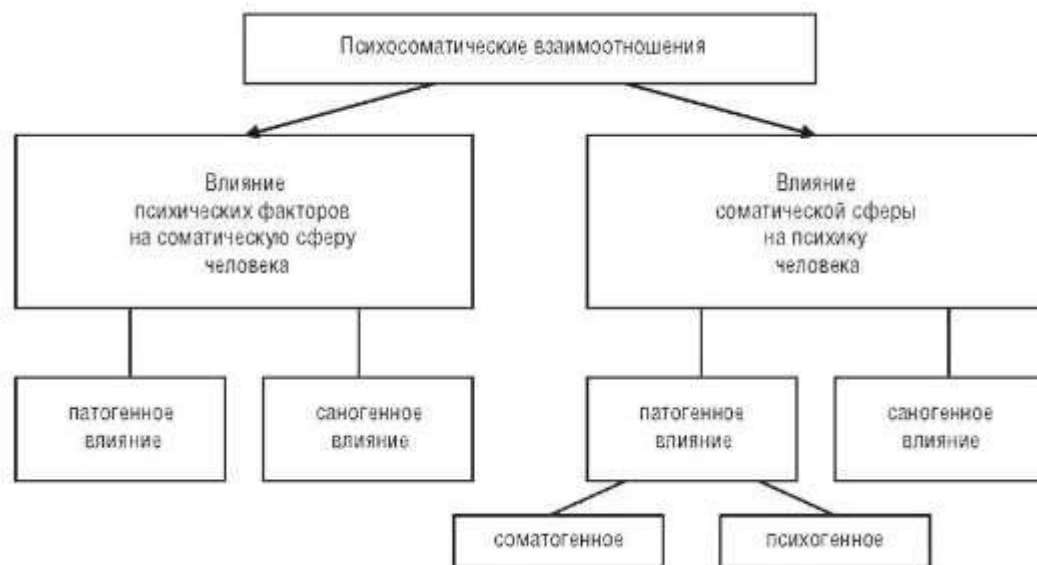 Психосоматические взаимоотношения
Влияние
психических факторов
на соматическую сферу
человека
Влияние
соматической сферы
на психику
человека
патогенное
влияние
саногенное
влияние
патогенное
влияние
саногенное
влияние
соматогенное
психогенное